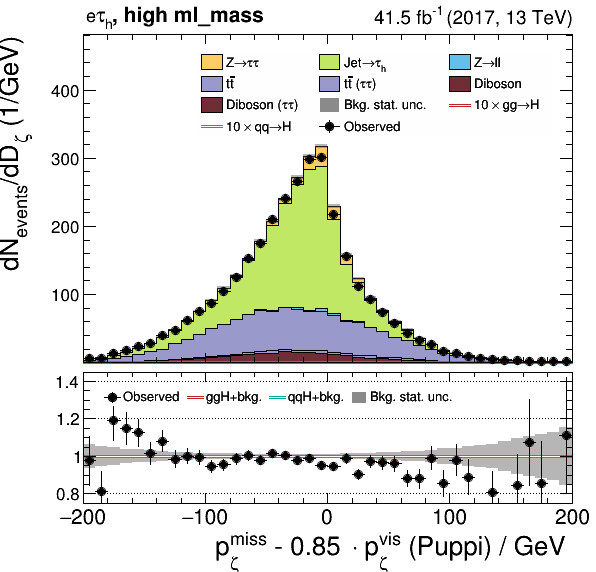 eτh, high ml_mass 41.5 fb-1 (2017, 13 TeV)
dNevents/dDζ (1/GeV)
400
300
200
100
Z→ττ Jet→τh Z→ll
tt̄ tt̄ (ττ) Diboson
Diboson (ττ) Bkg. stat. unc. 10 × gg→H
10 × qq→H Observed
1.4
1.2
1
0.8
Observed ggH+bkg. qqH+bkg. Bkg. stat. unc.
−200 −100 0 100 200
pζmiss - 0.85 · pζvis (Puppi) / GeV